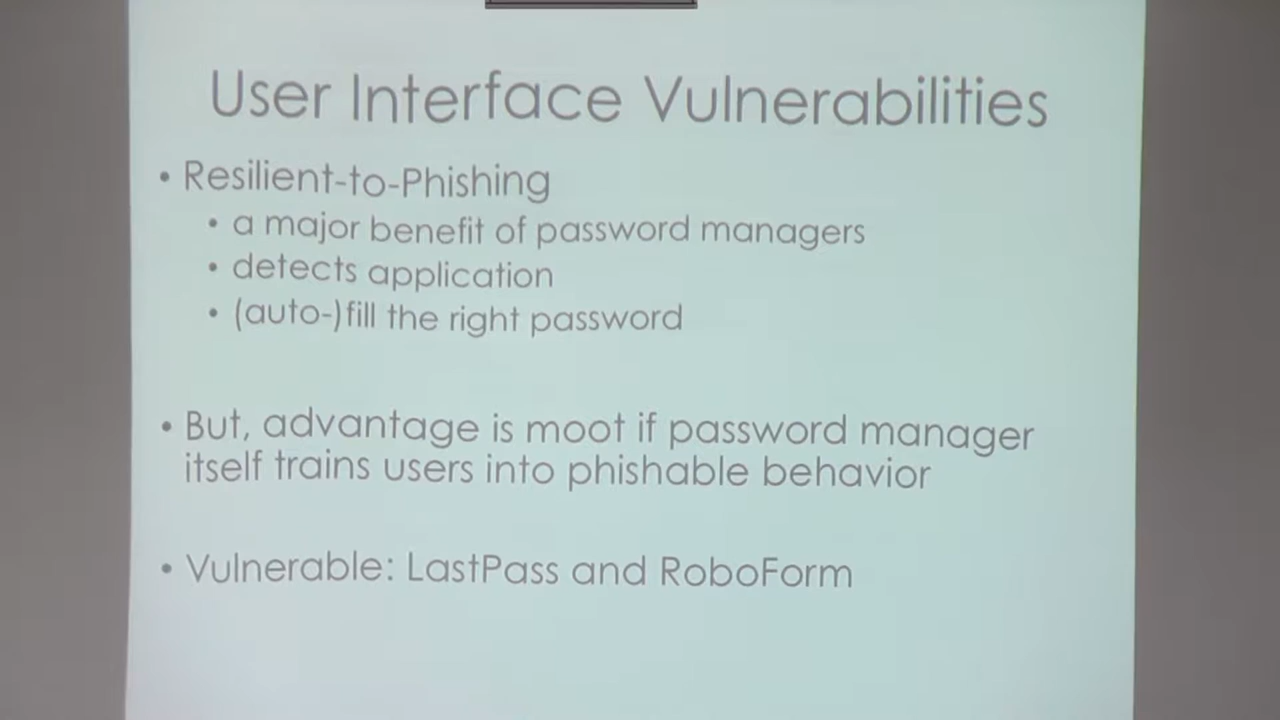 User Interface Vulnerabilities
• Resilient-to-Phishing
• a major benefit of password managers
• detects application
• (auto-)fill the right password
• But, advantage is moot if password manager
itself trains users into phishable behavior
• Vulnerable: LastPass and RoboForm